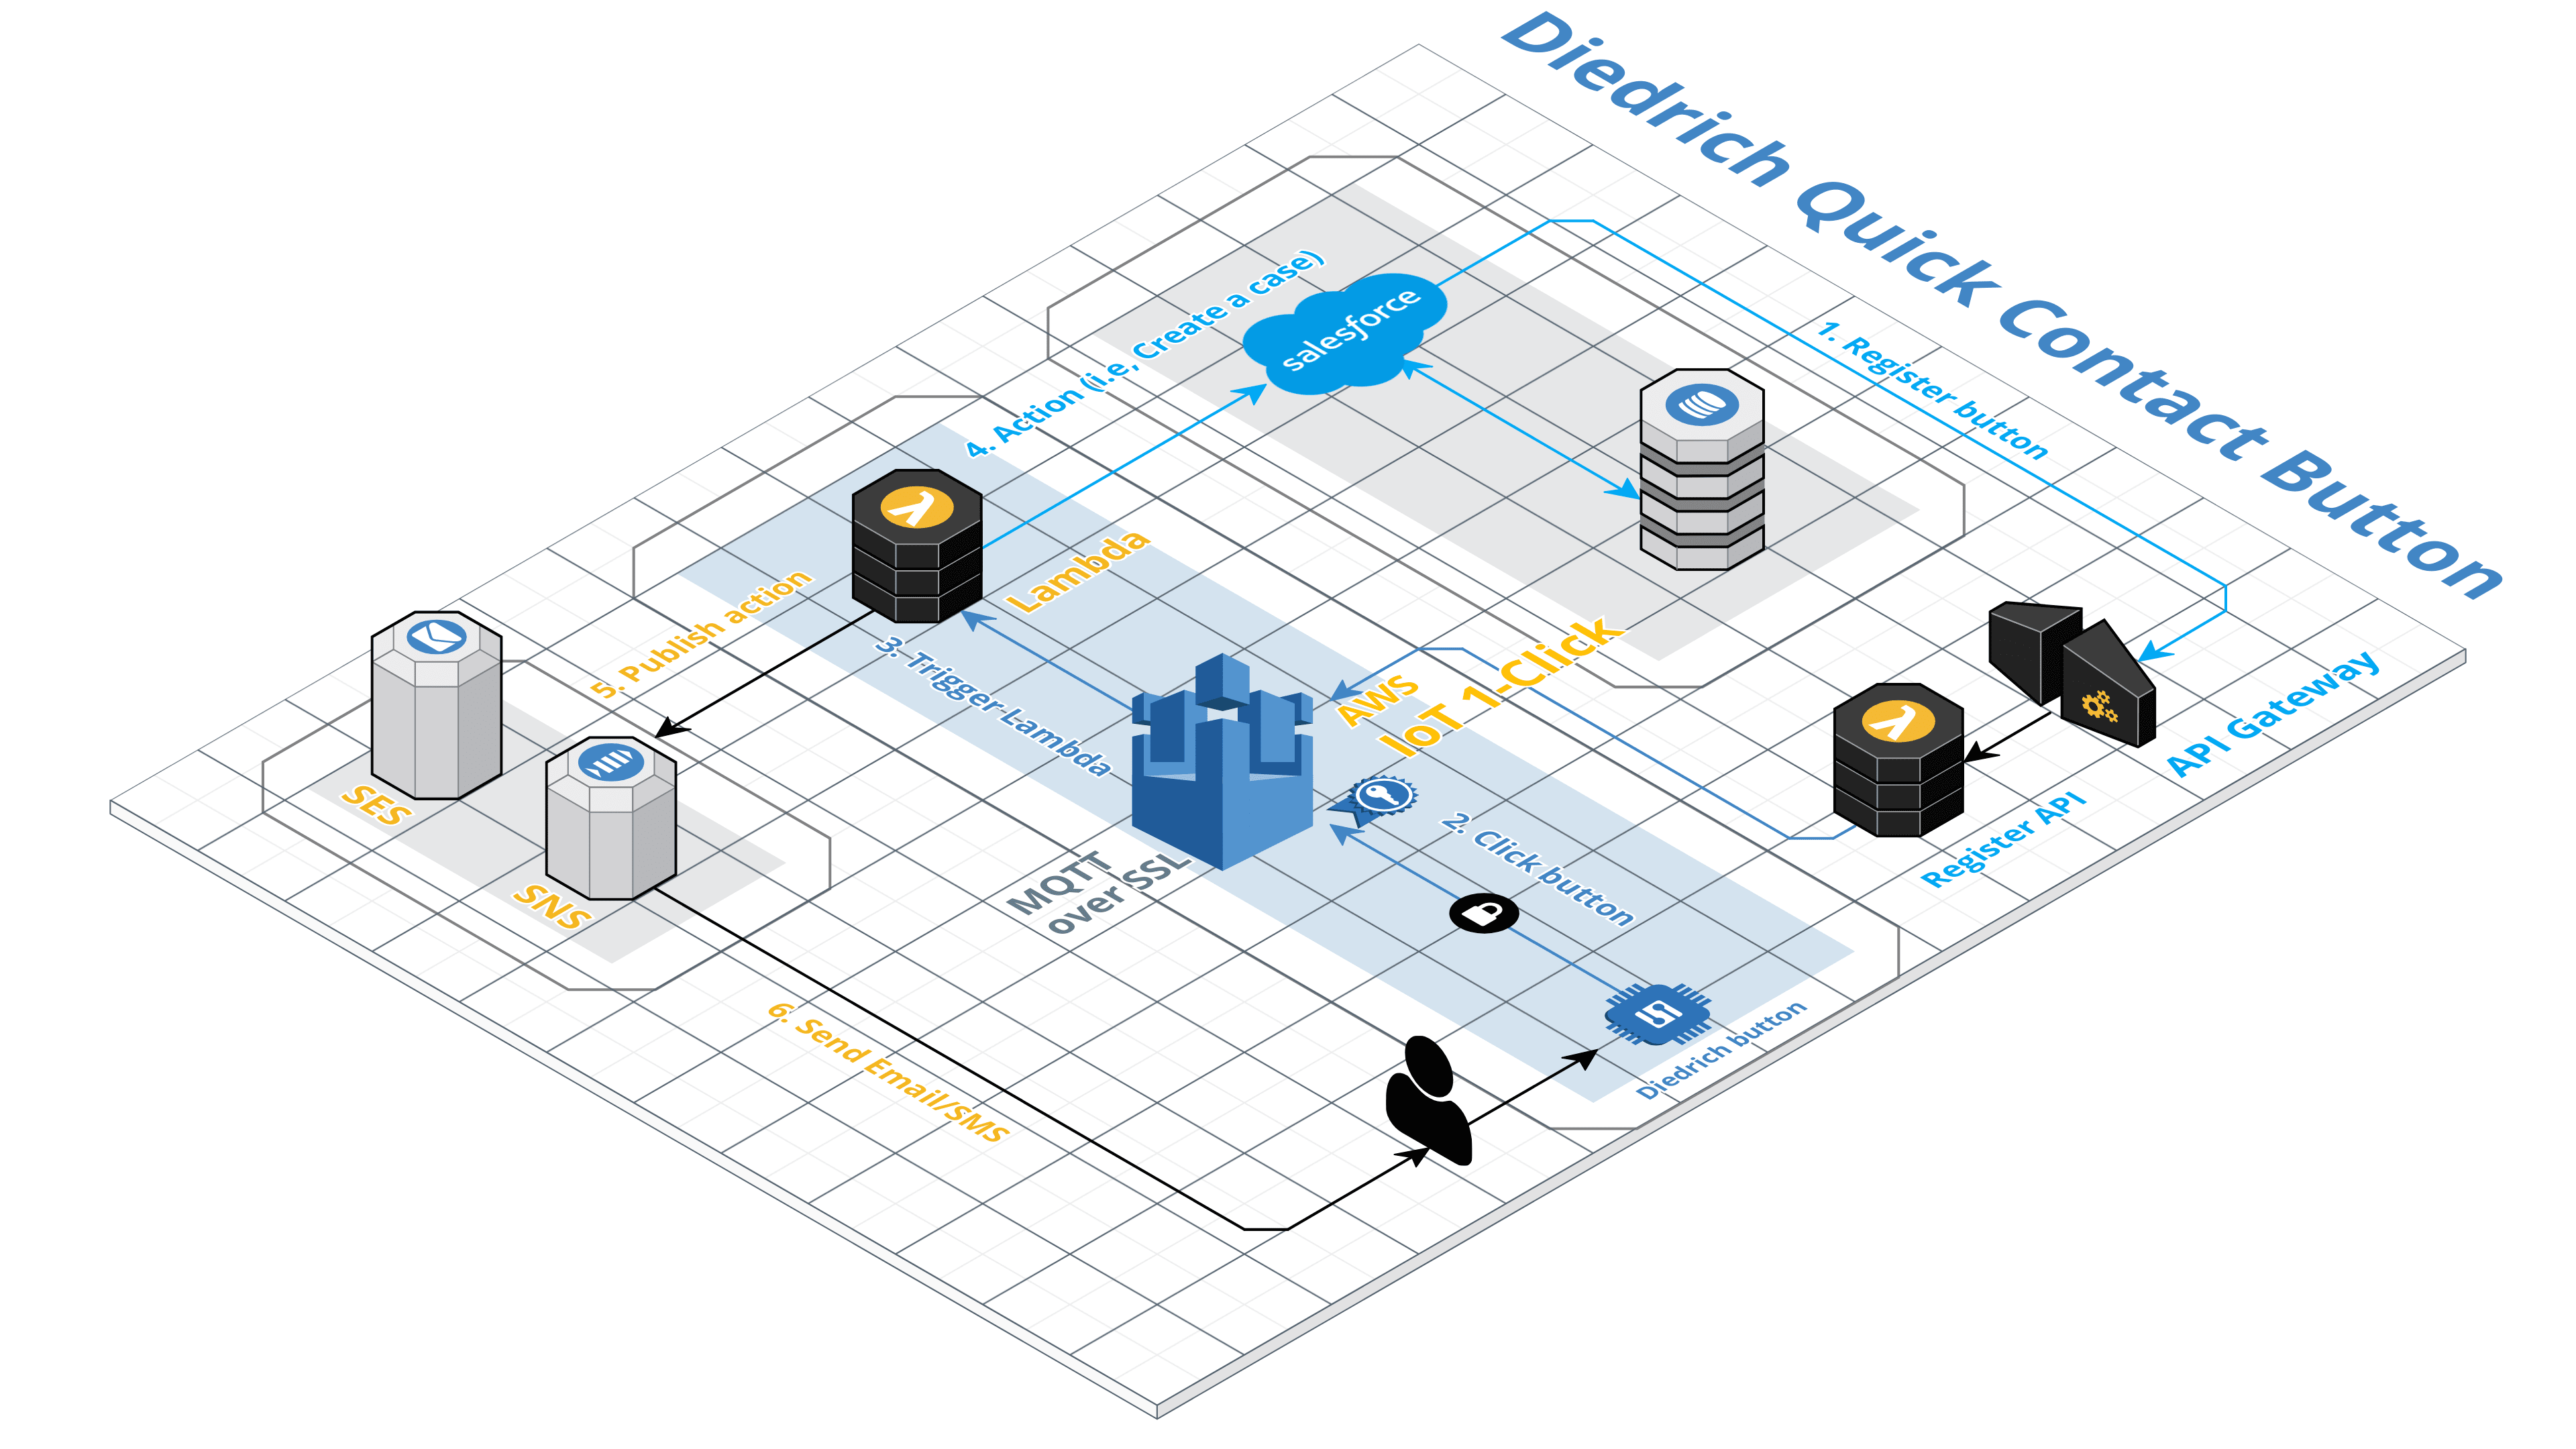 Diedrich Quick Contact Button
1. Register button
4. Action (i.e, Create a case)
salesforce
Lambda
5. Publish action
3. Trigger Lambda
AWS
IoT 1-Click
API Gateway
Register API
2. Click button
SES
SNS
MQTT
over SSL
Diedrich button
6. Send Email/SMS